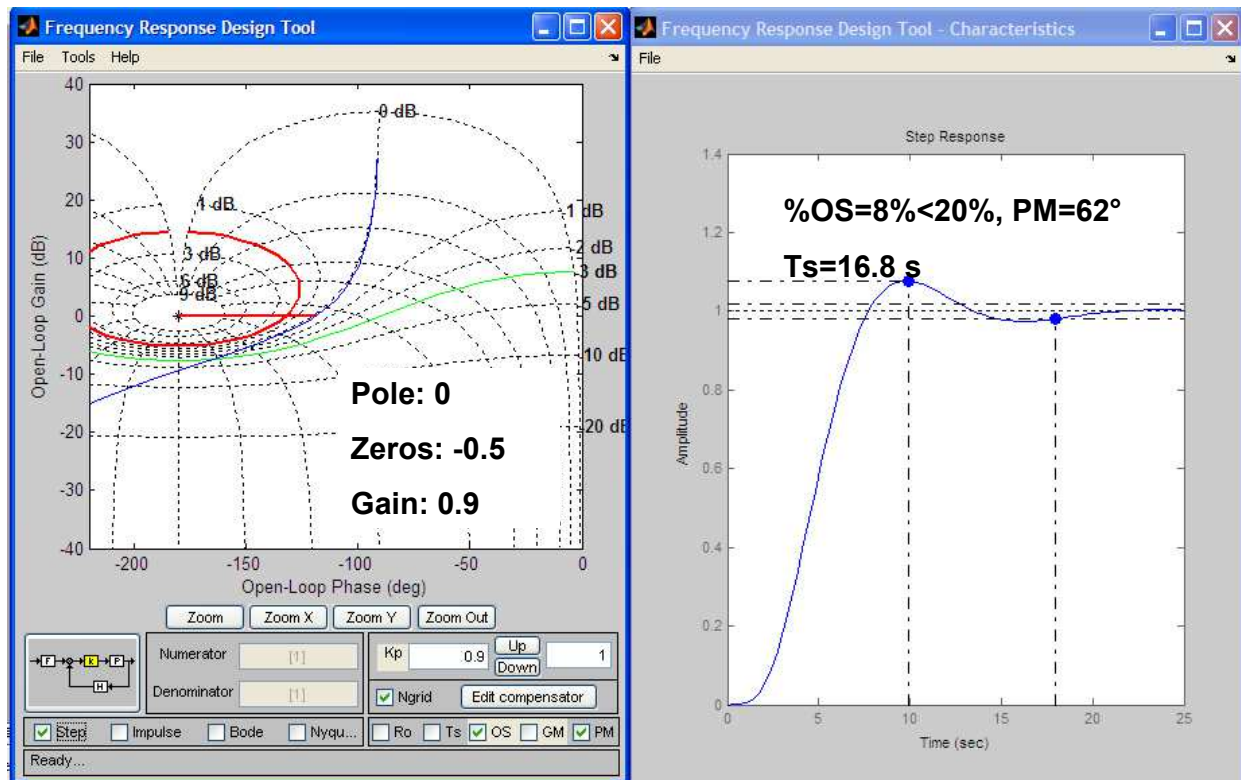 Frequency Response Design Tool
File Tools Help
40
30
20
10
0
-10
-20
-30
-40
Open-Loop Gain (dB)
0 dB
1 dB
3 dB
6 dB
9 dB
-1 dB
-2 dB
-3 dB
-5 dB
-10 dB
-20 dB
Pole: 0
Zeros: -0.5
Gain: 0.9
-200 -150 -100 -50 0
Open-Loop Phase (deg)
Zoom Zoom X Zoom Y Zoom Out
F k P
H
Numerator [1]
Denominator [1]
Kp 0.9 Up Down 1
Ngrid Edit compensator
Step Impulse Bode Nyqu... Ro Ts OS GM PM
Ready...
Frequency Response Design Tool - Characteristics
File
Step Response
%OS=8%<20%, PM=62°
Ts=16.8 s
1.4
1.2
1
0.8
0.6
0.4
0.2
0
Amplitude
0 5 10 15 20 25
Time (sec)